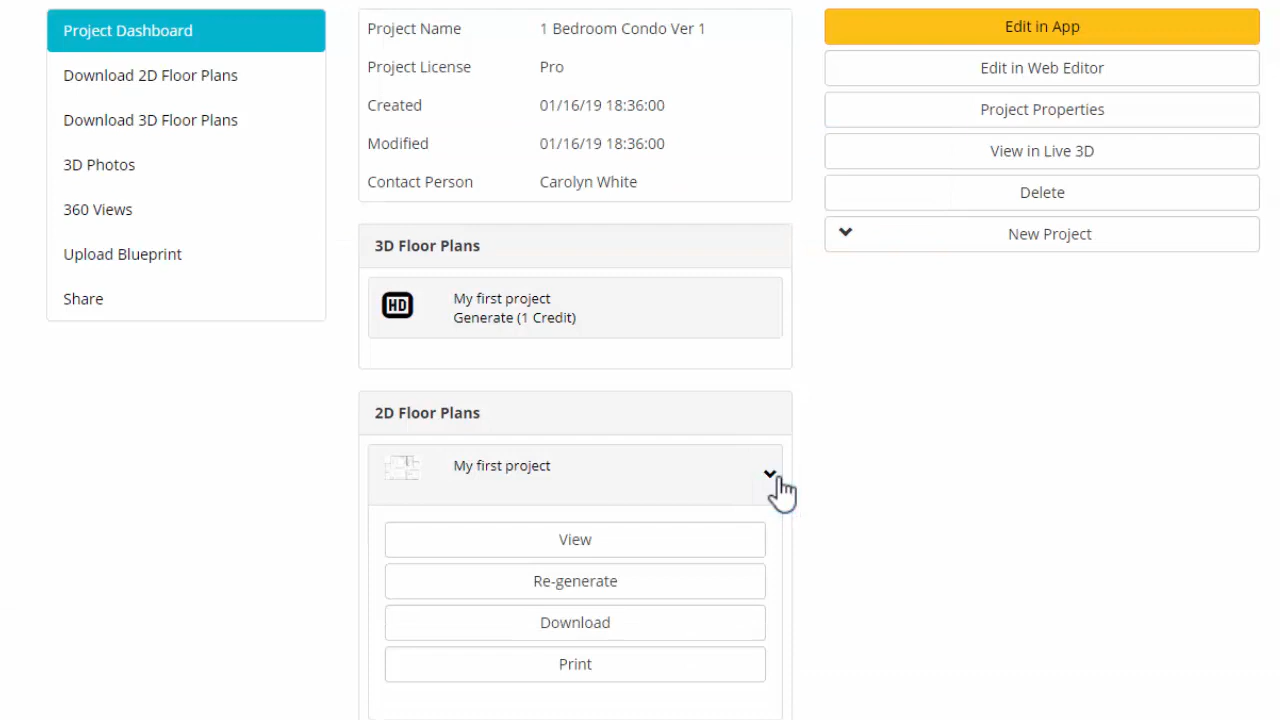 Project Dashboard
Download 2D Floor Plans
Download 3D Floor Plans
3D Photos
360 Views
Upload Blueprint
Share
Project Name 1 Bedroom Condo Ver 1
Project License Pro
Created 01/16/19 18:36:00
Modified 01/16/19 18:36:00
Contact Person Carolyn White
3D Floor Plans
HD
My first project
Generate (1 Credit)
2D Floor Plans
My first project
View
Re-generate
Download
Print
Edit in App
Edit in Web Editor
Project Properties
View in Live 3D
Delete
New Project